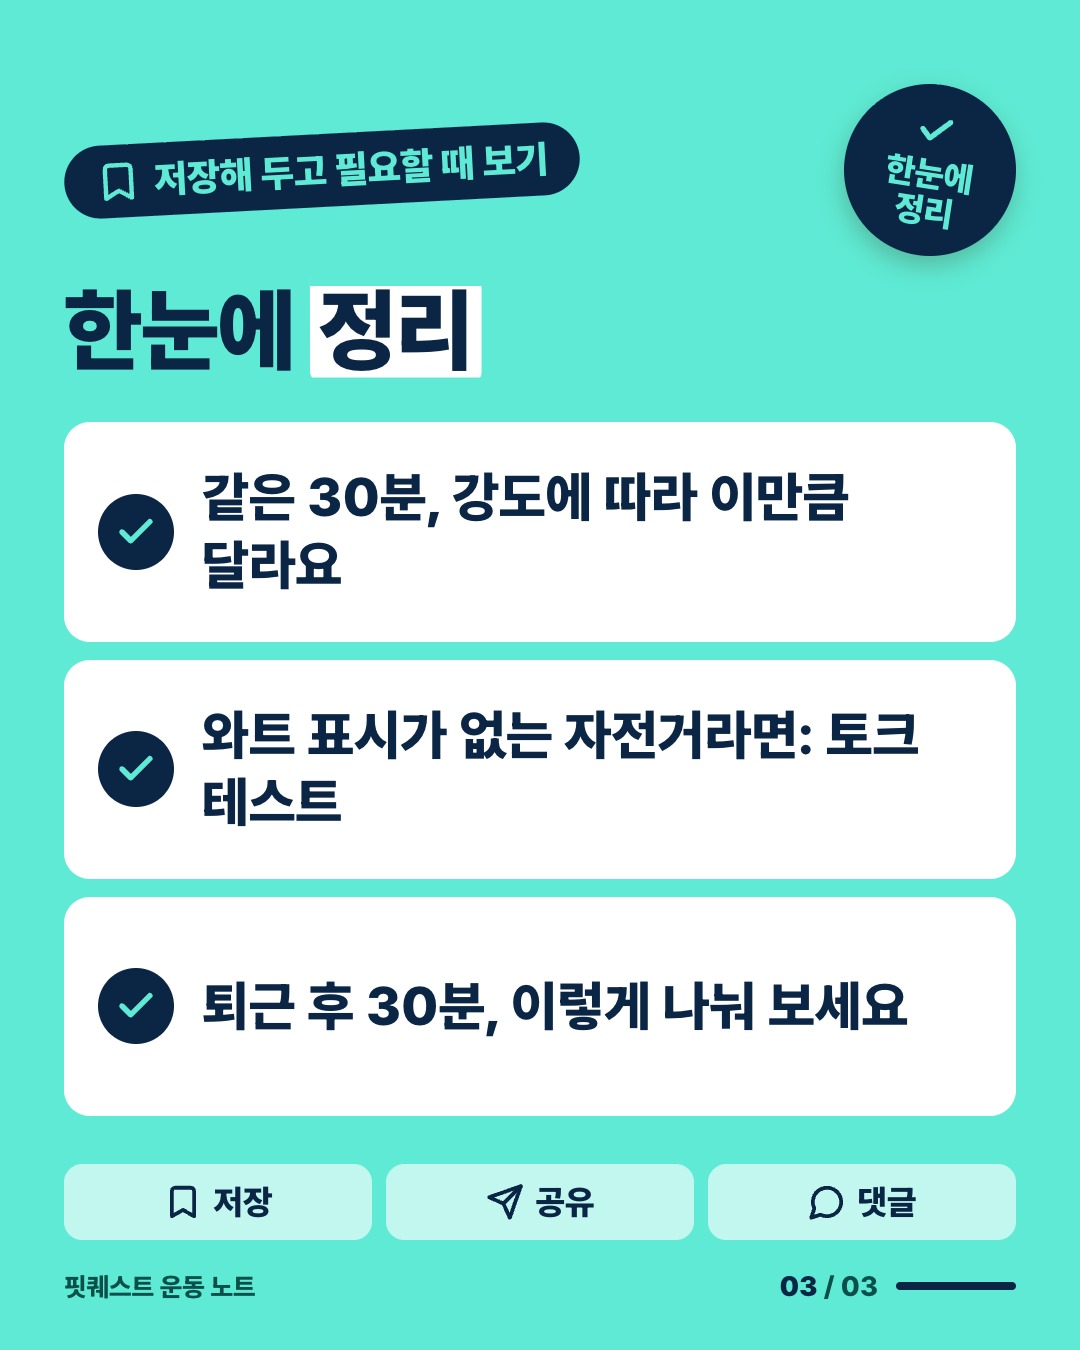 저장해 두고 필요할 때 보기
한눈에
정리
한눈에 정리
같은 30분, 강도에 따라 이만큼
달라요
와트 표시가 없는 자전거라면: 토크
테스트
퇴근 후 30분, 이렇게 나눠 보세요
저장
공유
댓글
핏퀘스트 운동 노트
03 / 03